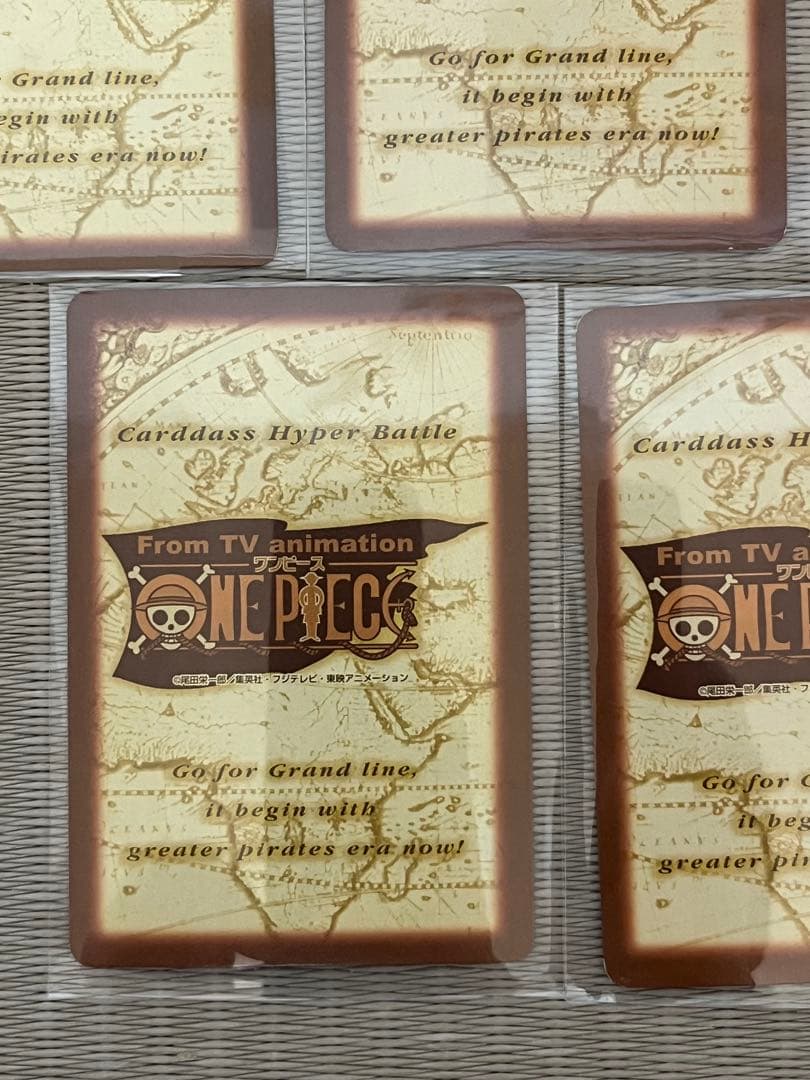 Grand line,
egin with
irates era now!
Go for Grand line,
it begin with
greater pirates era now!
Septentrio
Carddass Hyper Battle
From TV animation
ワンピース
ONE PIECE
©尾田栄一郎／集英社・フジテレビ・東映アニメーション
Go for Grand line,
it begin with
greater pirates era now!
Carddass H
From TV a
ワンピ
ONE P
©尾田栄一郎／集英社・フ
Go for G
it beg
greater pir